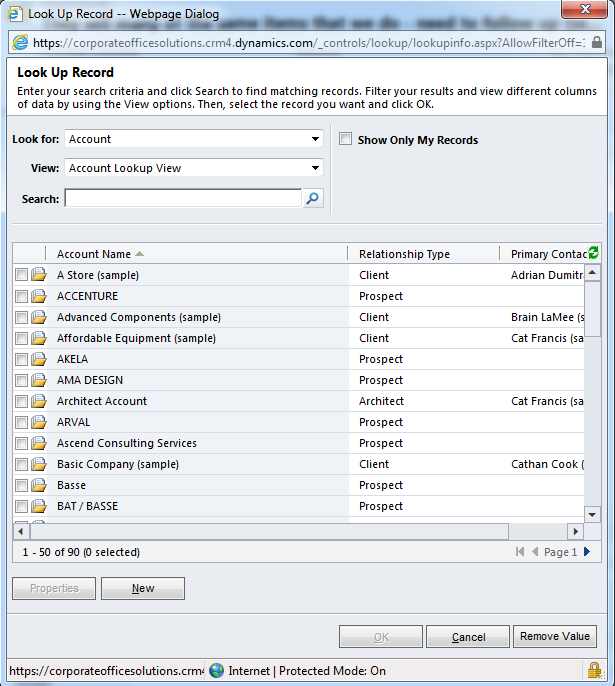 Look Up Record -- Webpage Dialog
https://corporateofficesolutions.crm4.dynamics.com/_controls/lookup/lookupinfo.aspx?AllowFilterOff=
Look Up Record
Enter your search criteria and click Search to find matching records. Filter your results and view different columns
of data by using the View options. Then, select the record you want and click OK.
Look for: Account
Show Only My Records
View: Account Lookup View
Search:
Account Name Relationship Type Primary Contac
A Store (sample) Client Adrian Dumitr
ACCENTURE Prospect
Advanced Components (sample) Client Brain LaMee (s
Affordable Equipment (sample) Client Cat Francis (sa
AKELA Prospect
AMA DESIGN Prospect
Architect Account Architect Cat Francis (sa
ARVAL Prospect
Ascend Consulting Services Prospect
Basic Company (sample) Client Cathan Cook (
Basse Prospect
BAT / BASSE Prospect
1 - 50 of 90 (0 selected) Page 1
Properties New
OK Cancel Remove Value
https://corporateofficesolutions.crm4 Internet | Protected Mode: On